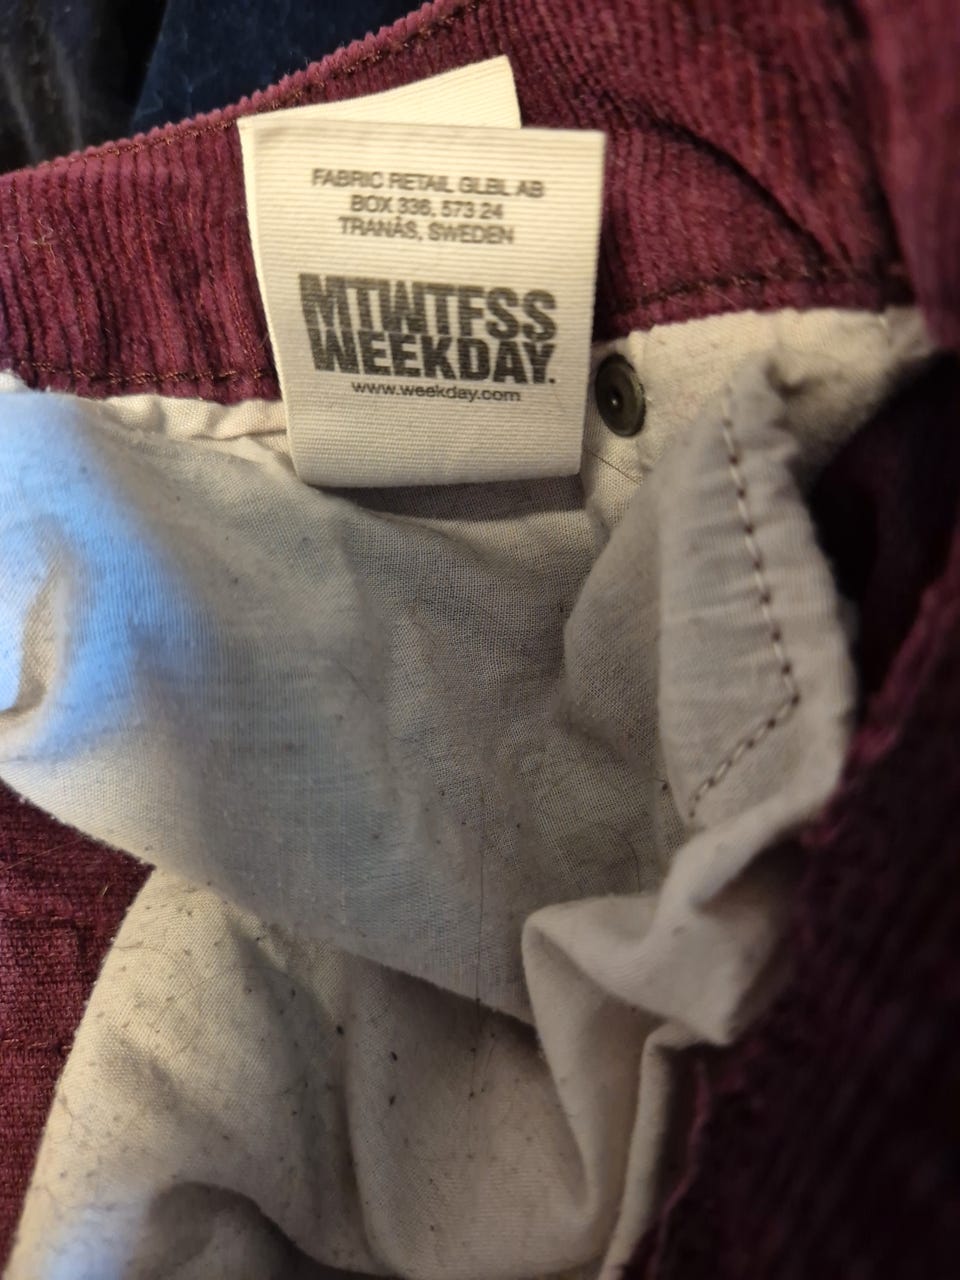 FABRIC RETAIL GLBL AB
BOX 336, 573 24
TRANÅS, SWEDEN
MTWTFSS
WEEKDAY.
www.weekday.com